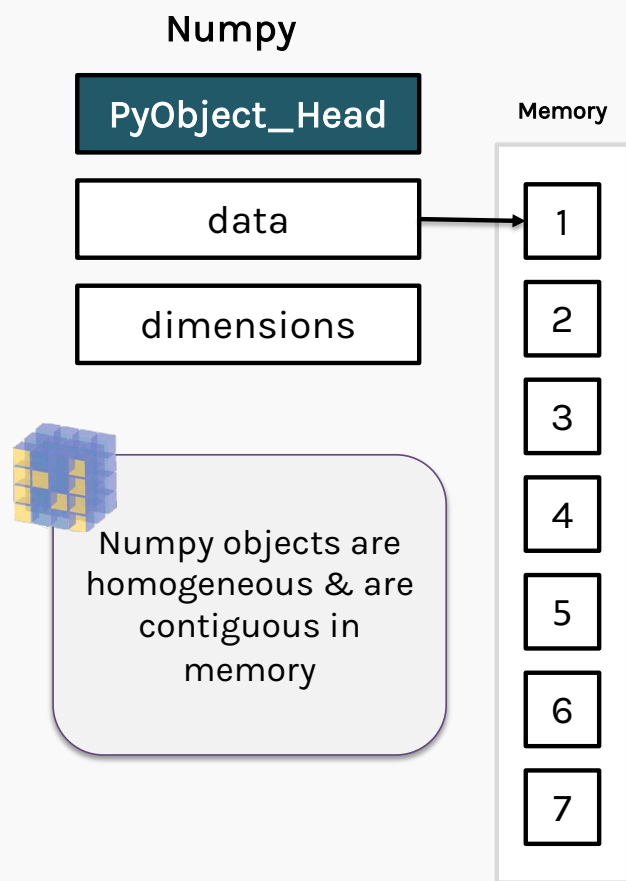 Numpy
PyObject_Head
Memory
data
1
dimensions
2
3
4
Numpy objects are
homogeneous & are
contiguous in
memory
5
6
7